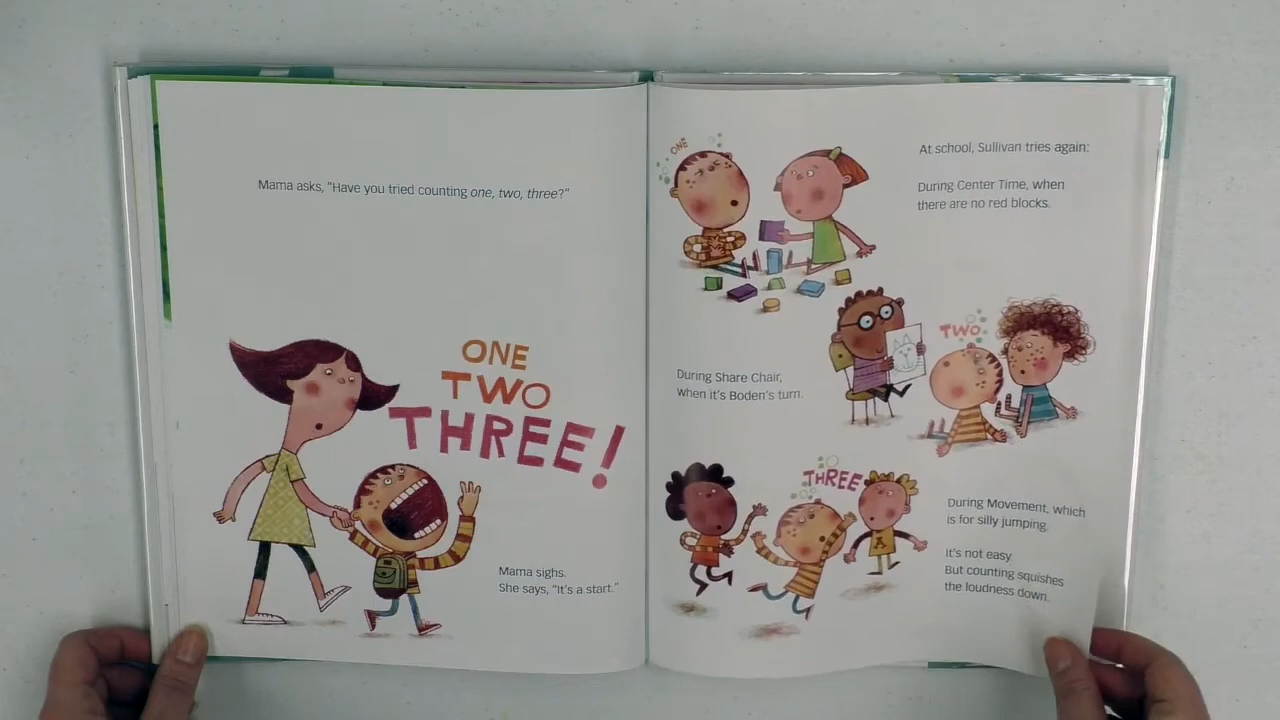 Mama asks, "Have you tried counting one, two, three?"
ONE
TWO
THREE!
Mama sighs.
She says, "It's a start."
ONE
At school, Sullivan tries again:
During Center Time, when
there are no red blocks.
TWO
During Share Chair,
when it's Boden's turn.
THREE
A
During Movement, which
is for silly jumping.
It's not easy.
But counting squishes
the loudness down.